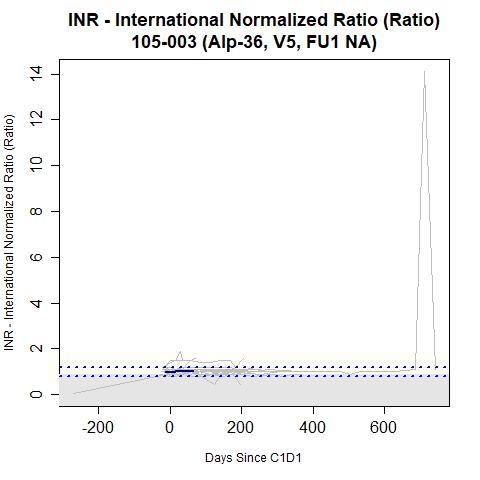 INR - International Normalized Ratio (Ratio)
105-003 (Alp-36, V5, FU1 NA)
INR - International Normalized Ratio (Ratio)
14
12
10
8
6
4
2
0
-200 0 200 400 600
Days Since C1D1